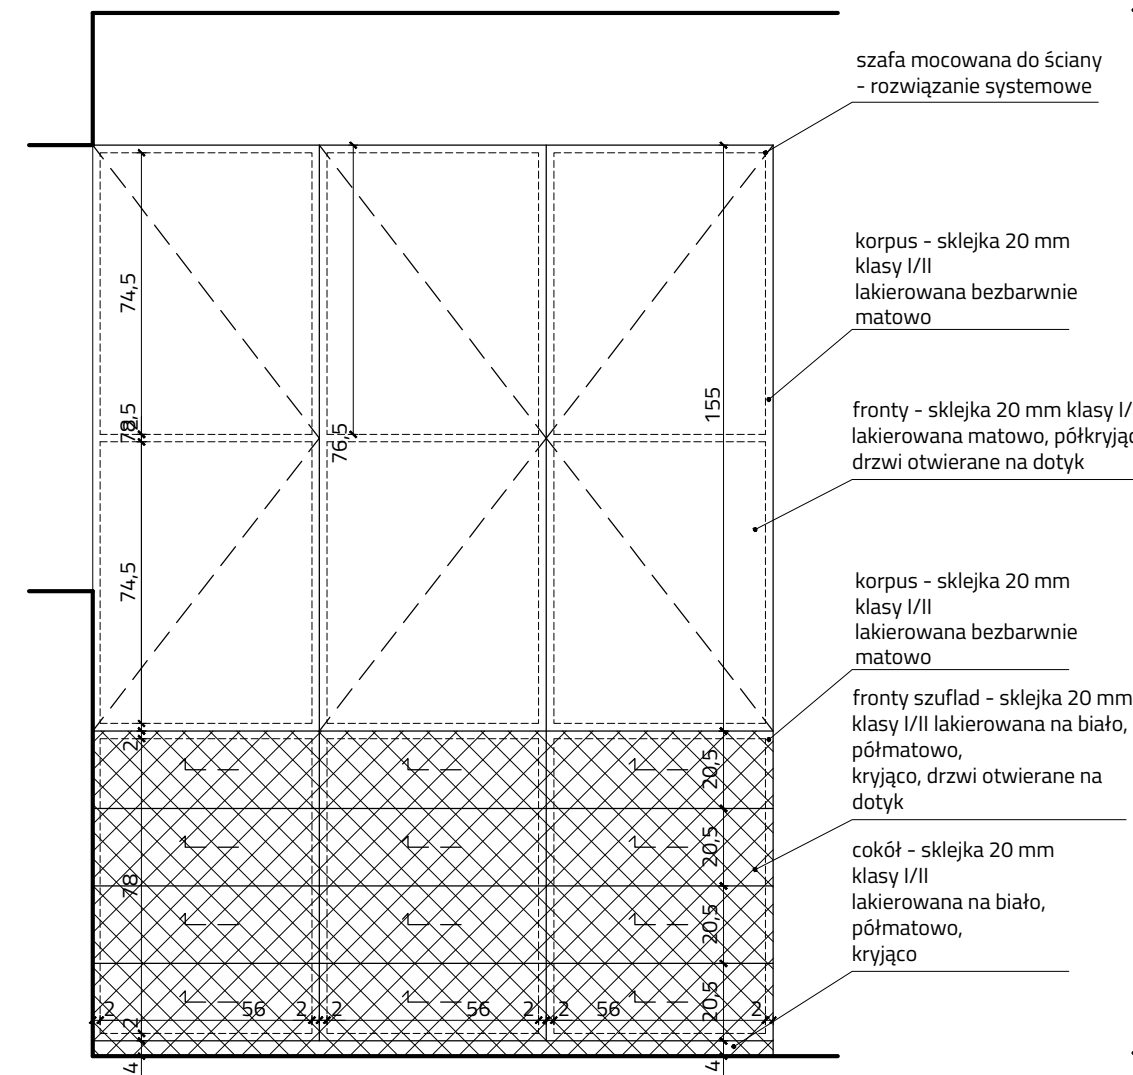 szafa mocowana do ściany
- rozwiązanie systemowe
korpus - sklejka 20 mm
klasy I/II
lakierowana bezbarwnie
matowo
fronty - sklejka 20 mm klasy I/
lakierowana matowo, półkryjąc
drzwi otwierane na dotyk
korpus - sklejka 20 mm
klasy I/II
lakierowana bezbarwnie
matowo
fronty szuflad - sklejka 20 mm
klasy I/II lakierowana na biało,
półmatowo,
kryjąco, drzwi otwierane na
dotyk
cokół - sklejka 20 mm
klasy I/II
lakierowana na biało,
półmatowo,
kryjąco
74,5
76,5
155
74,5
2
78
2
4
20,5
20,5
20,5
20,5
4
2 56 2 2 56 2 2 56 2